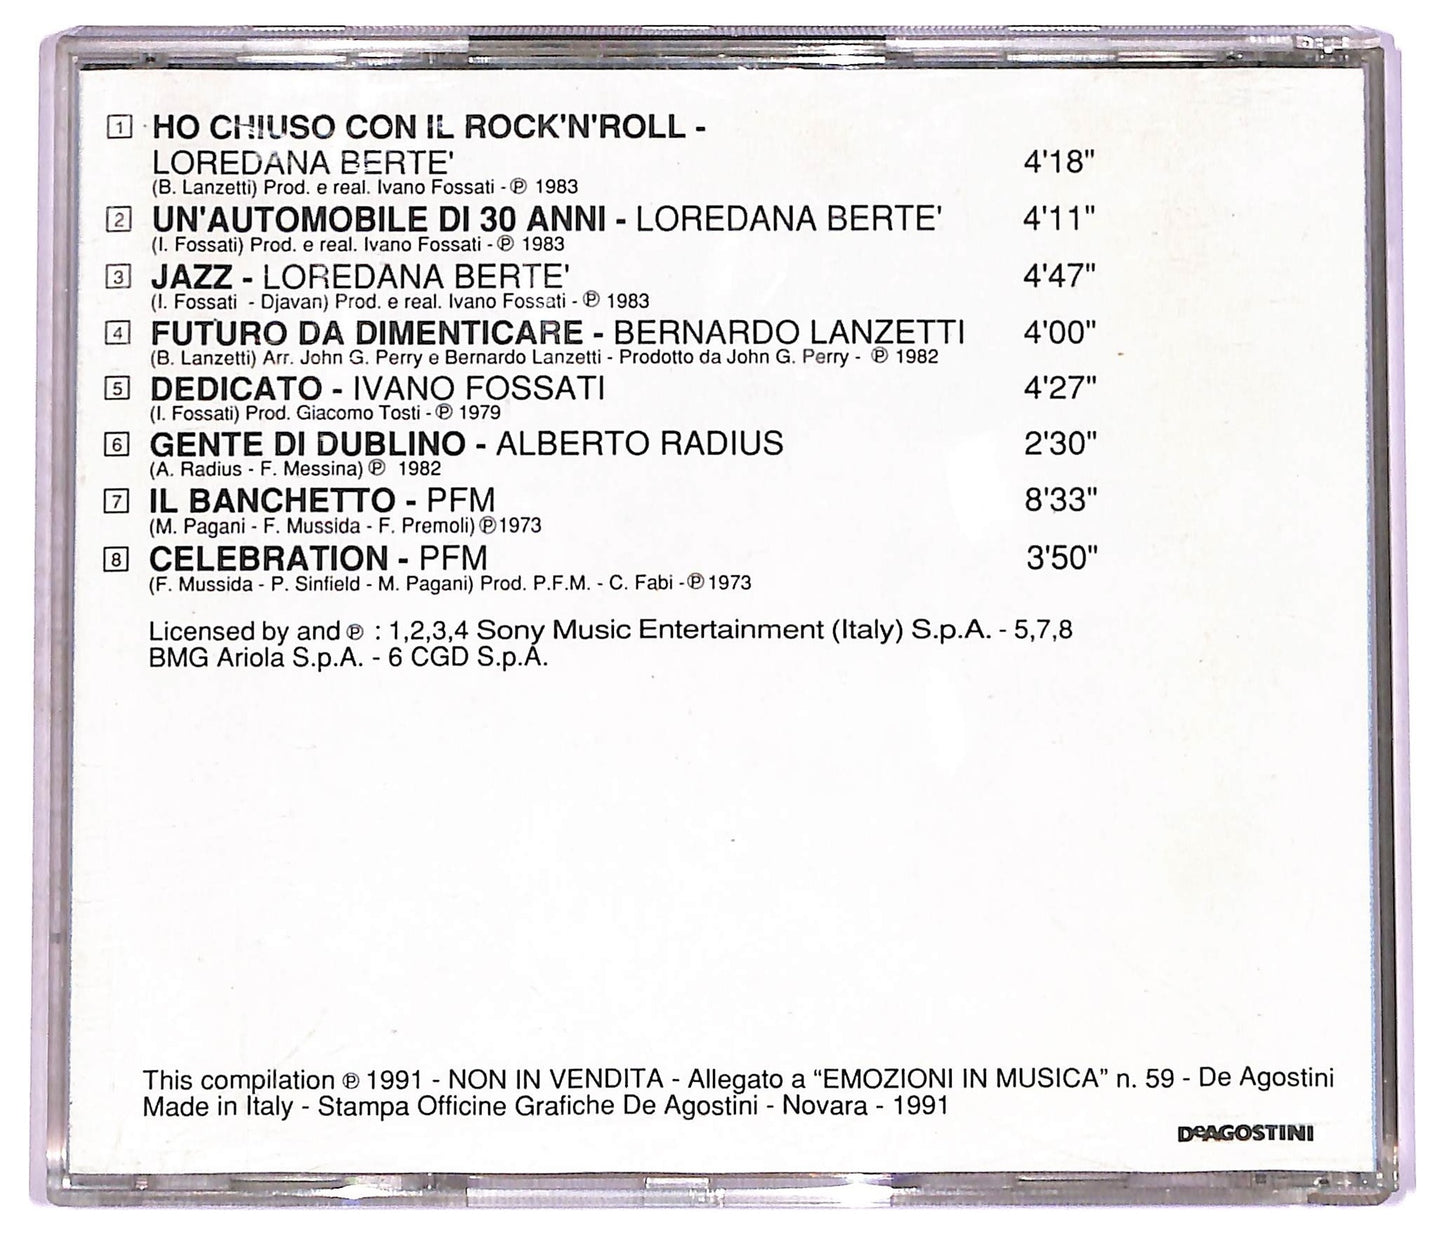 1 HO CHIUSO CON IL ROCK'N'ROLL -
LOREDANA BERTE' 4'18"
(B. Lanzetti) Prod. e real. Ivano Fossati - ℗ 1983
2 UN'AUTOMOBILE DI 30 ANNI - LOREDANA BERTE' 4'11"
(I. Fossati) Prod. e real. Ivano Fossati - ℗ 1983
3 JAZZ - LOREDANA BERTE' 4'47"
(I. Fossati - Djavan) Prod. e real. Ivano Fossati - ℗ 1983
4 FUTURO DA DIMENTICARE - BERNARDO LANZETTI 4'00"
(B. Lanzetti) Arr. John G. Perry e Bernardo Lanzetti - Prodotto da John G. Perry - ℗ 1982
5 DEDICATO - IVANO FOSSATI 4'27"
(I. Fossati) Prod. Giacomo Tosti - ℗ 1979
6 GENTE DI DUBLINO - ALBERTO RADIUS 2'30"
(A. Radius - F. Messina) ℗ 1982
7 IL BANCHETTO - PFM 8'33"
(M. Pagani - F. Mussida - F. Premoli) ℗ 1973
8 CELEBRATION - PFM 3'50"
(F. Mussida - P. Sinfield - M. Pagani) Prod. P.F.M. - C. Fabi - ℗ 1973
Licensed by and ℗ : 1,2,3,4 Sony Music Entertainment (Italy) S.p.A. - 5,7,8
BMG Ariola S.p.A. - 6 CGD S.p.A.
This compilation ℗ 1991 - NON IN VENDITA - Allegato a “EMOZIONI IN MUSICA” n. 59 - De Agostini
Made in Italy - Stampa Officine Grafiche De Agostini - Novara - 1991
DeAGOSTINI